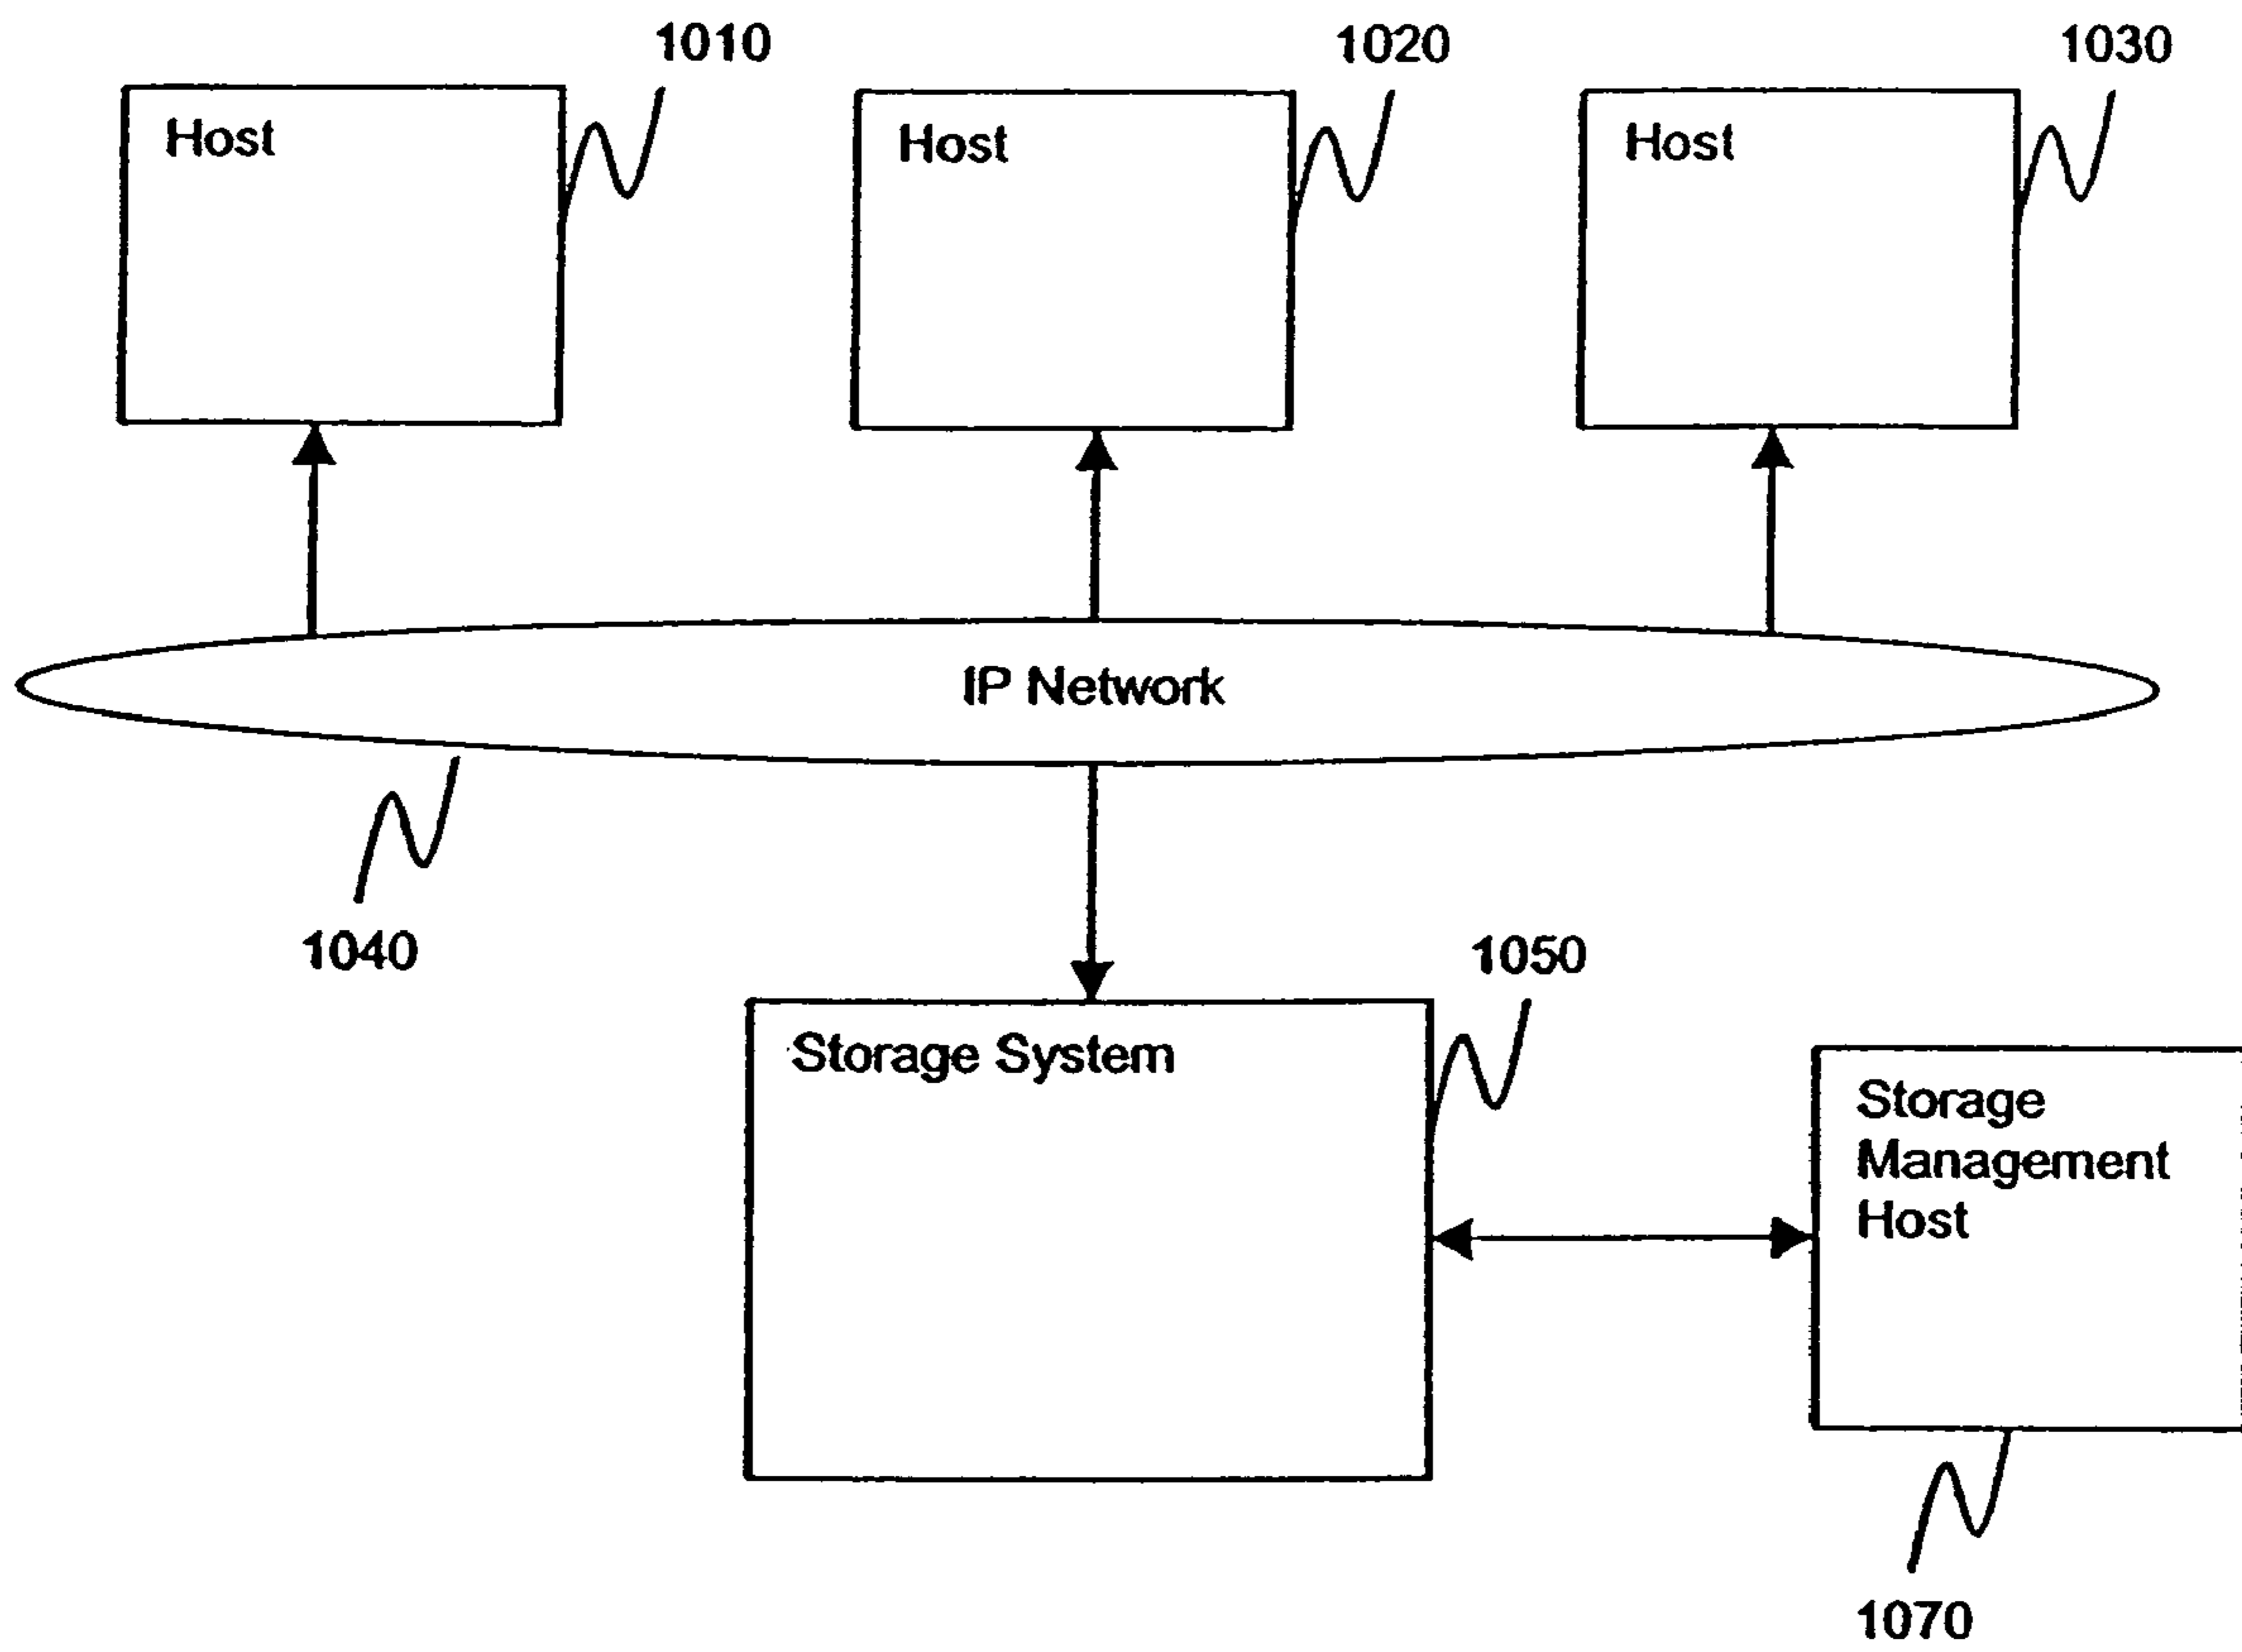 1010
1020
1030
Host
Host
Host
IP Network
1040
1050
Storage System
Storage
Management
Host
1070